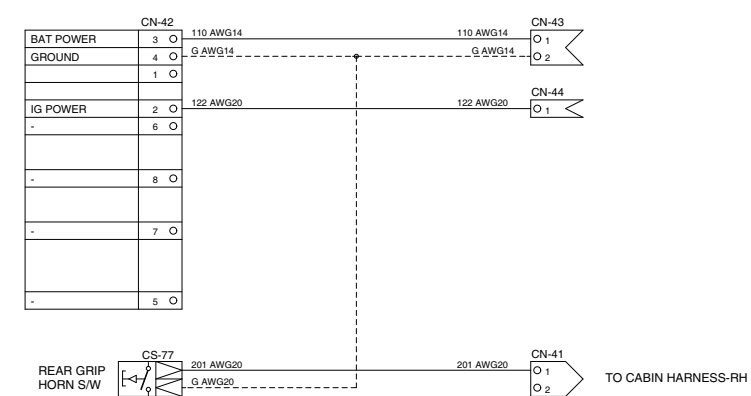 CN-42 CN-43
BAT POWER 3 110 AWG14 110 AWG14 1
GROUND 4 G AWG14 G AWG14 2
1
CN-44
IG POWER 2 122 AWG20 122 AWG20 1
- 6
- 8
- 7
- 5
CS-77 CN-41
REAR GRIP 201 AWG20 201 AWG20 1 TO CABIN HARNESS-RH
HORN S/W G AWG20 2